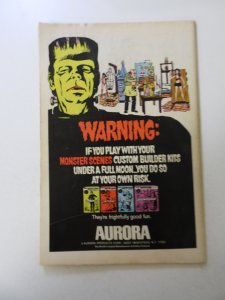 WARNING:
IF YOU PLAY WITH YOUR
MONSTER SCENES CUSTOM BUILDER KITS
UNDER A FULL MOON...YOU DO SO
AT YOUR OWN RISK.
They're frightfully good fun.
AURORA